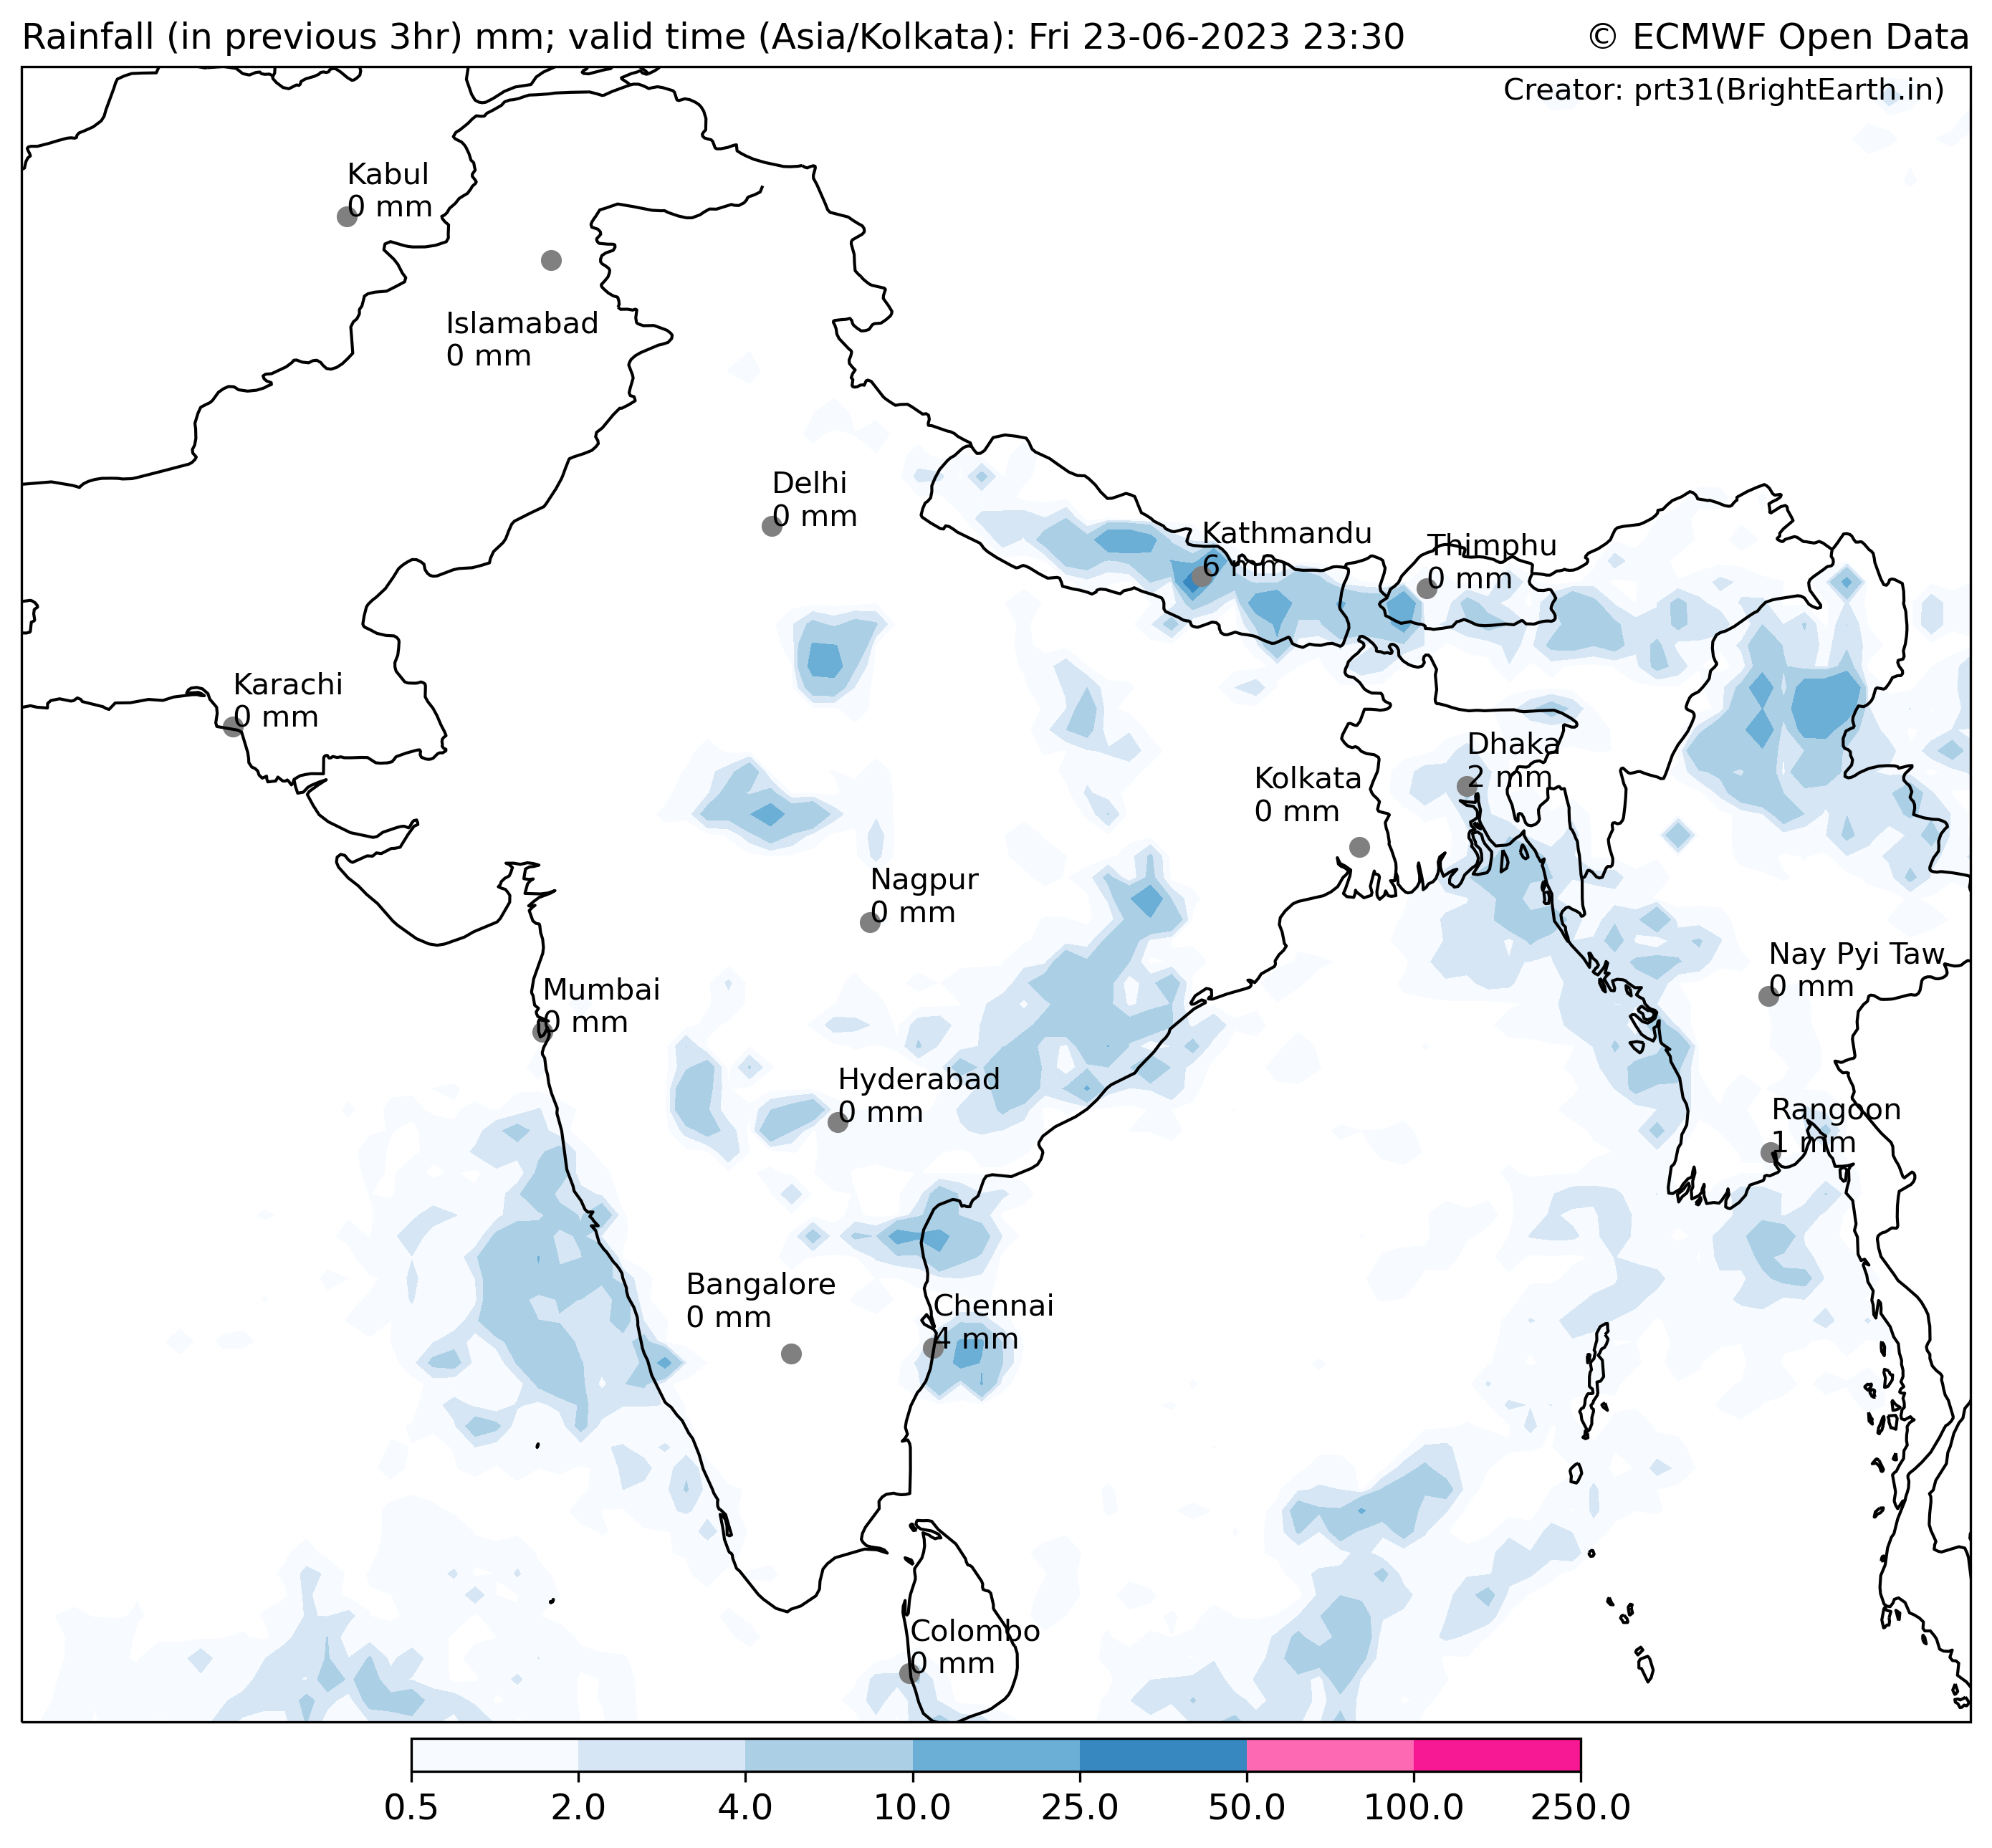 Rainfall (in previous 3hr) mm; valid time (Asia/Kolkata): Fri 23-06-2023 23:30
© ECMWF Open Data
Creator: prt31(BrightEarth.in)
Kabul
0 mm
Islamabad
0 mm
Delhi
0 mm
Kathmandu
6 mm
Thimphu
0 mm
Karachi
0 mm
Dhaka
2 mm
Kolkata
0 mm
Nagpur
0 mm
Nay Pyi Taw
0 mm
Mumbai
0 mm
Hyderabad
0 mm
Rangoon
1 mm
Bangalore
0 mm
Chennai
4 mm
Colombo
0 mm
0.5 2.0 4.0 10.0 25.0 50.0 100.0 250.0